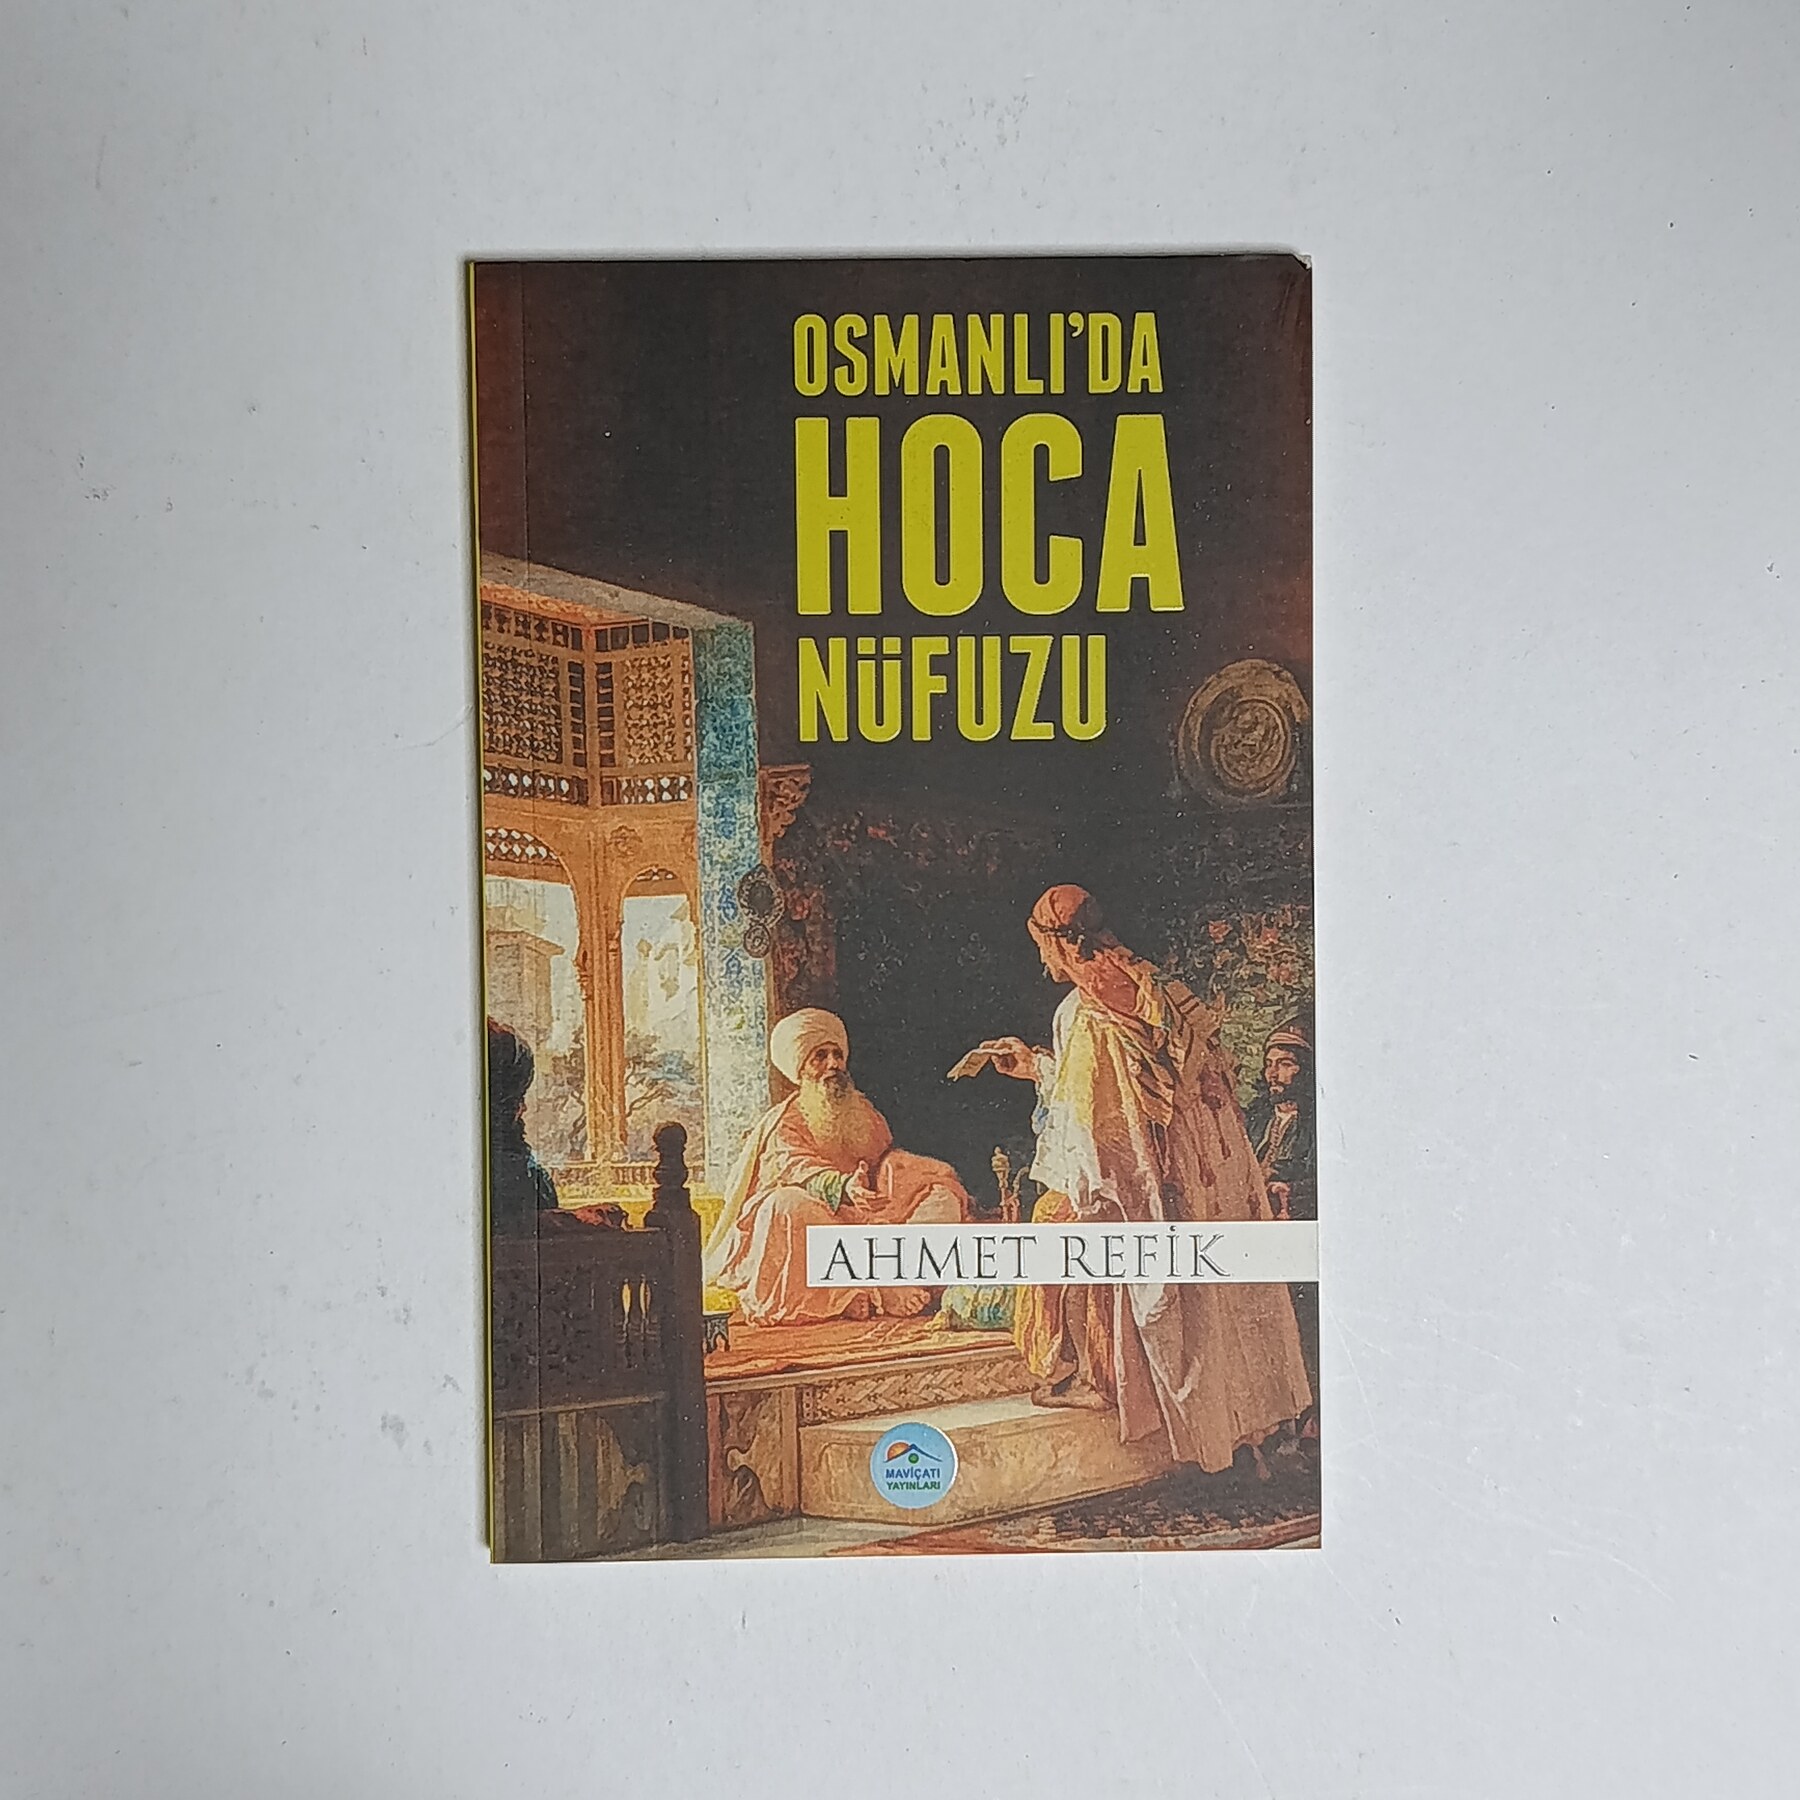 OSMANLI'DA
HOCA
NÜFUZU
AHMET REFİK
MAVİÇATI
YAYINLARI